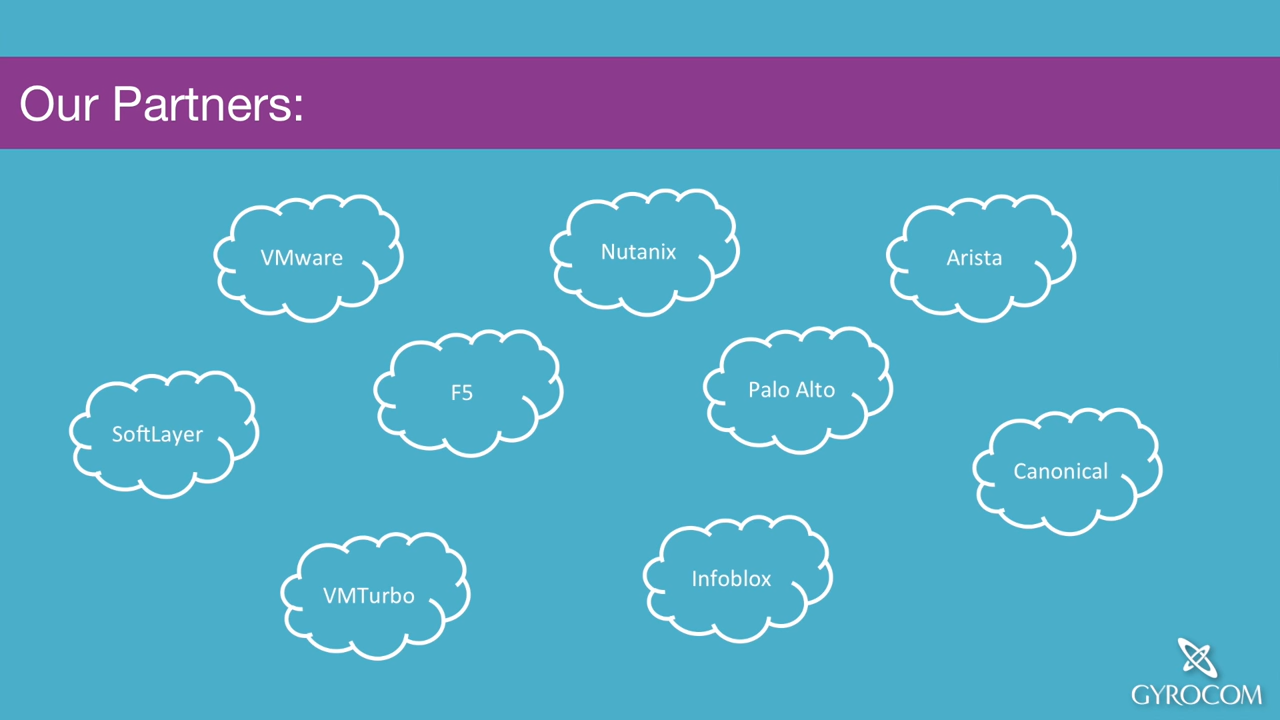 Our Partners:
VMware
Nutanix
Arista
F5
Palo Alto
SoftLayer
Canonical
VMTurbo
Infoblox
GYROCOM